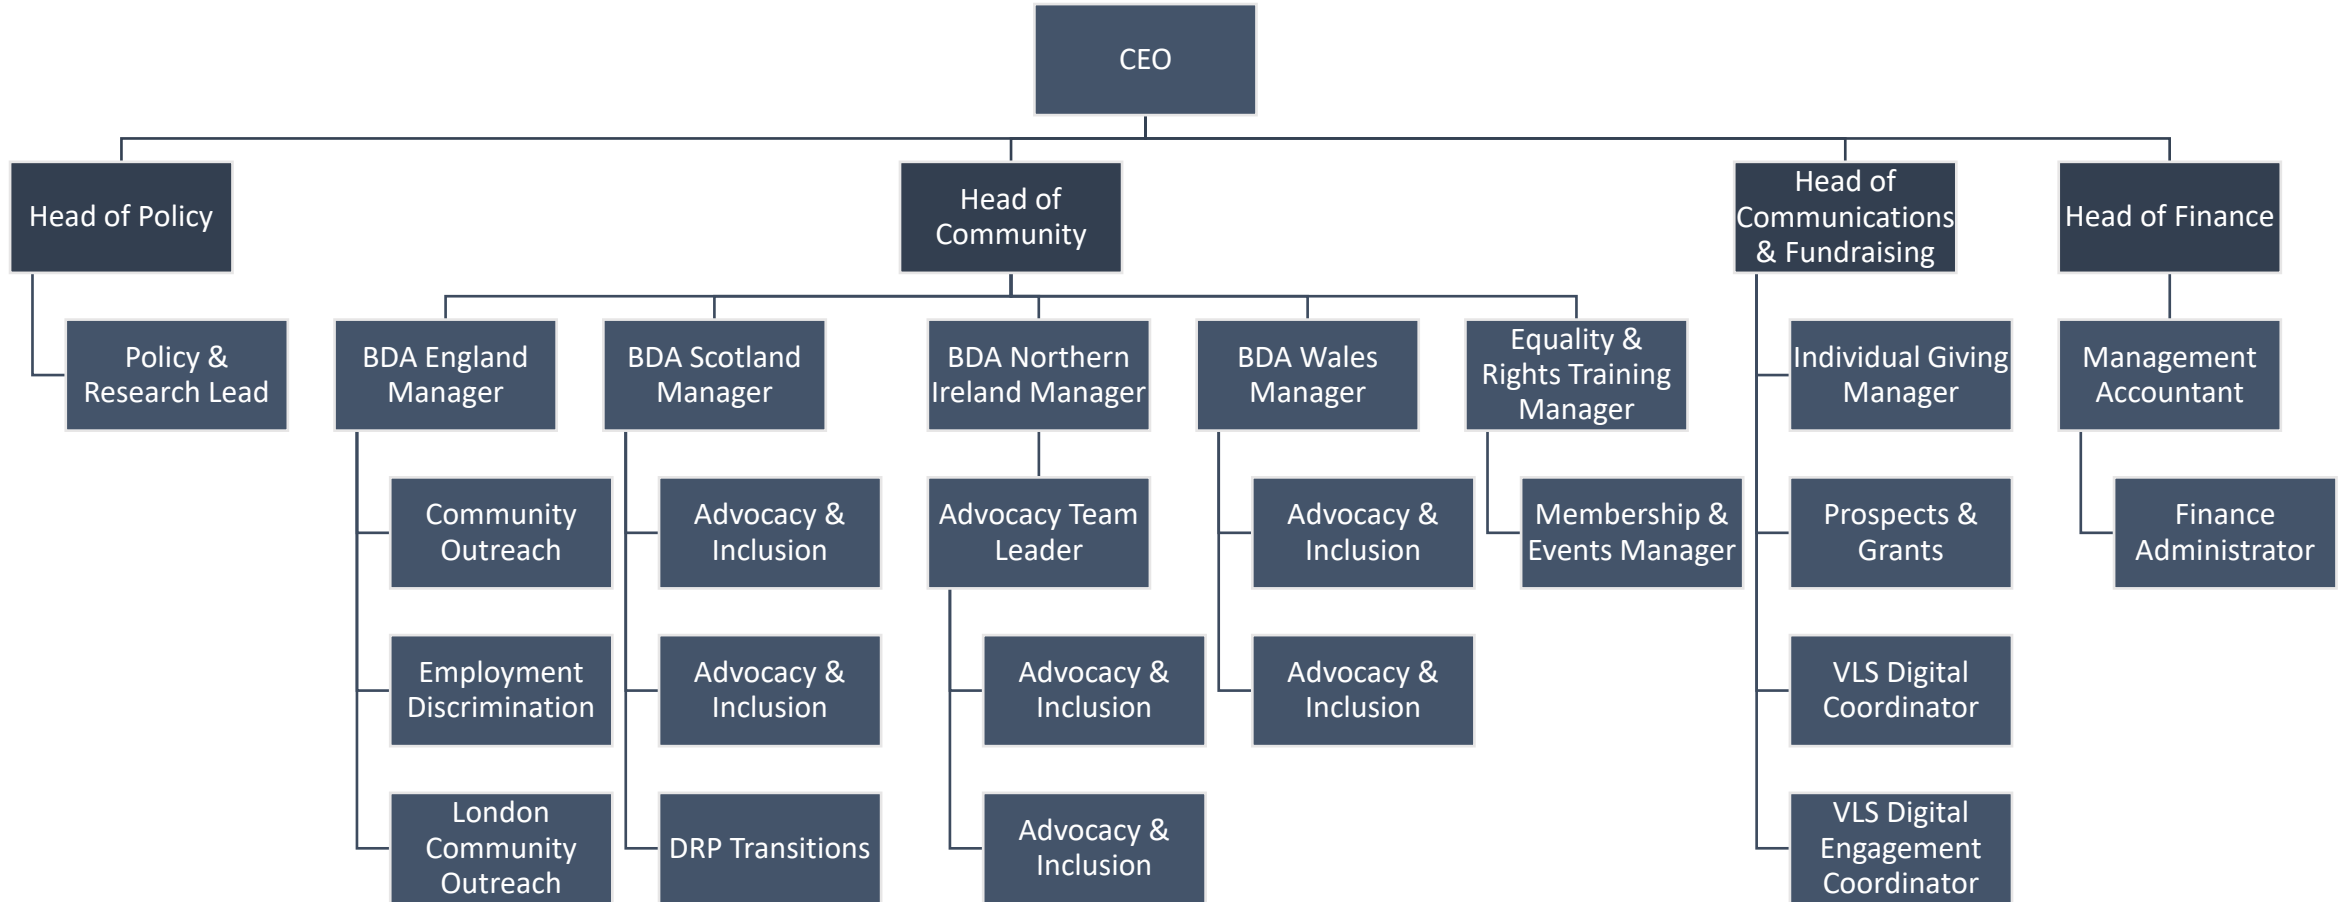 CEO
Head of Policy
Head of
Community
Head of
Communications
& Fundraising
Head of Finance
Policy &
Research Lead
BDA England
Manager
BDA Scotland
Manager
BDA Northern
Ireland Manager
BDA Wales
Manager
Equality &
Rights Training
Manager
Individual Giving
Manager
Management
Accountant
Community
Outreach
Advocacy &
Inclusion
Advocacy Team
Leader
Advocacy &
Inclusion
Membership &
Events Manager
Prospects &
Grants
Finance
Administrator
Employment
Discrimination
Advocacy &
Inclusion
Advocacy &
Inclusion
Advocacy &
Inclusion
VLS Digital
Coordinator
London
Community
Outreach
DRP Transitions
Advocacy &
Inclusion
VLS Digital
Engagement
Coordinator